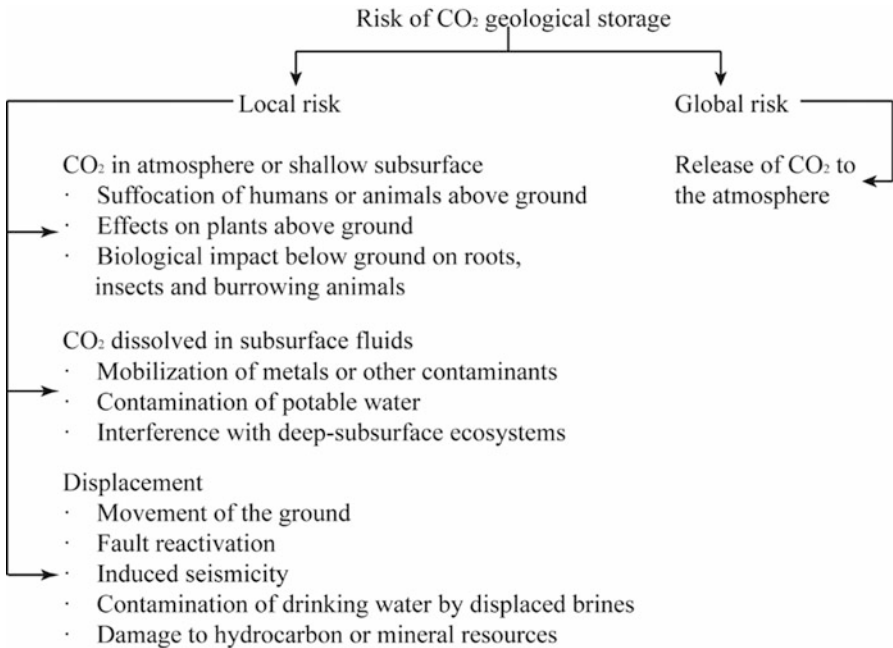 Risk of CO₂ geological storage
Local risk
Global risk
CO₂ in atmosphere or shallow subsurface
· Suffocation of humans or animals above ground
· Effects on plants above ground
· Biological impact below ground on roots,
insects and burrowing animals
Release of CO₂ to
the atmosphere
CO₂ dissolved in subsurface fluids
· Mobilization of metals or other contaminants
· Contamination of potable water
· Interference with deep-subsurface ecosystems
Displacement
· Movement of the ground
· Fault reactivation
· Induced seismicity
· Contamination of drinking water by displaced brines
· Damage to hydrocarbon or mineral resources